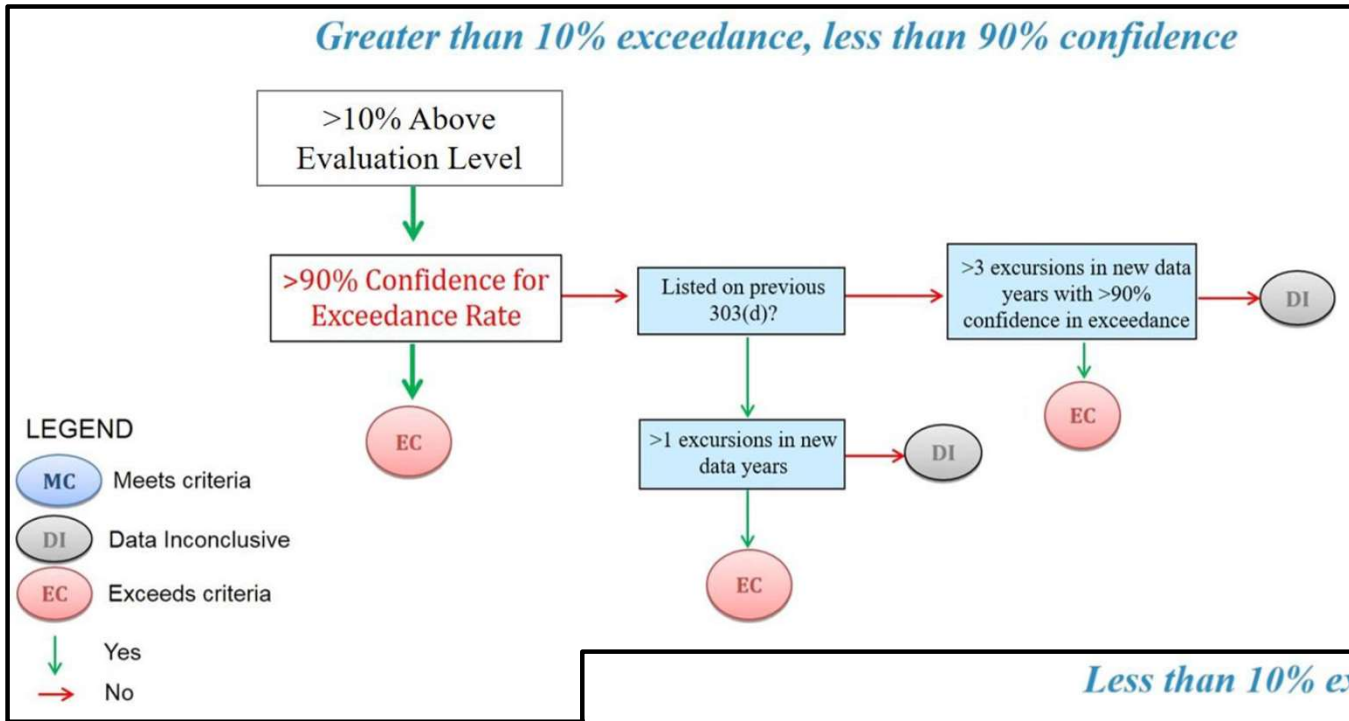 Greater than 10% exceedance, less than 90% confidence
>10% Above
Evaluation Level
>90% Confidence for
Exceedance Rate
Listed on previous
303(d)?
>3 excursions in new data
years with >90%
confidence in exceedance
DI
EC
EC
>1 excursions in new
data years
DI
EC
LEGEND
MC Meets criteria
DI Data Inconclusive
EC Exceeds criteria
Yes
No
Less than 10%